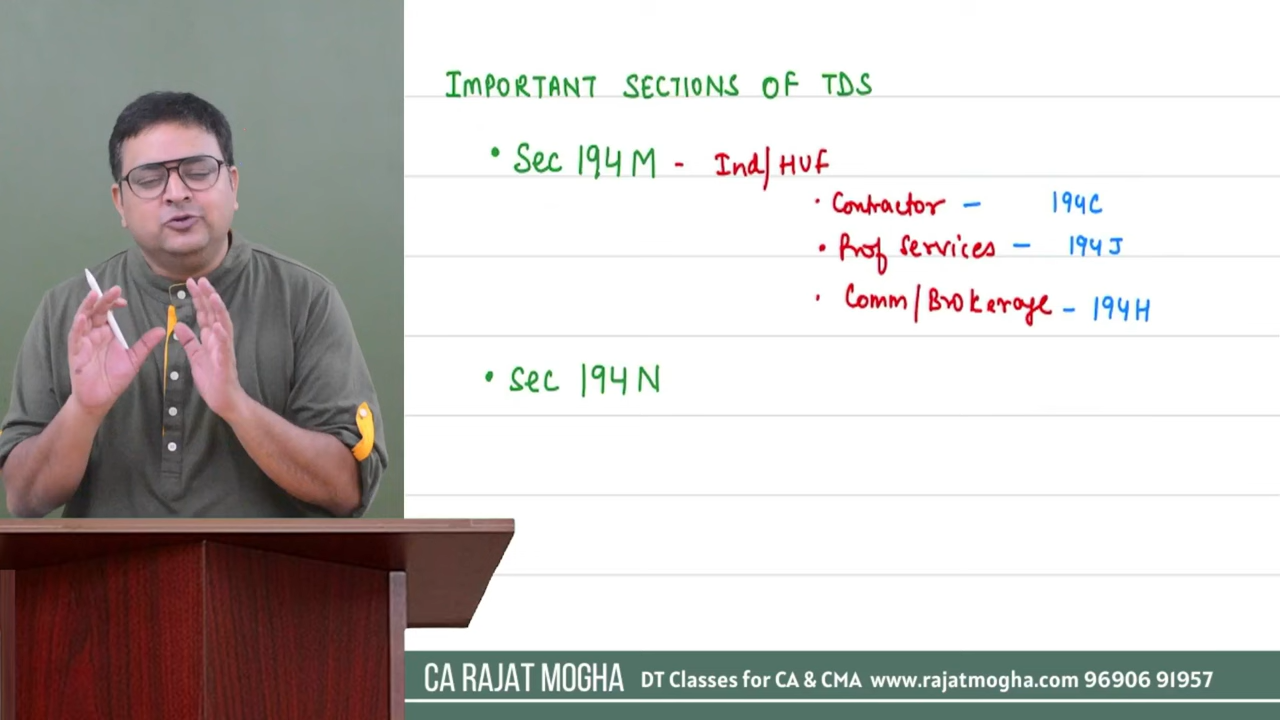 IMPORTANT SECTIONS OF TDS
• Sec 194M - Ind/HUF
• Contractor - 194C
• Prof Services - 194J
• Comm/Brokerage - 194H
• Sec 194N
CA RAJAT MOGHA DT Classes for CA & CMA www.rajatmogha.com 96906 91957